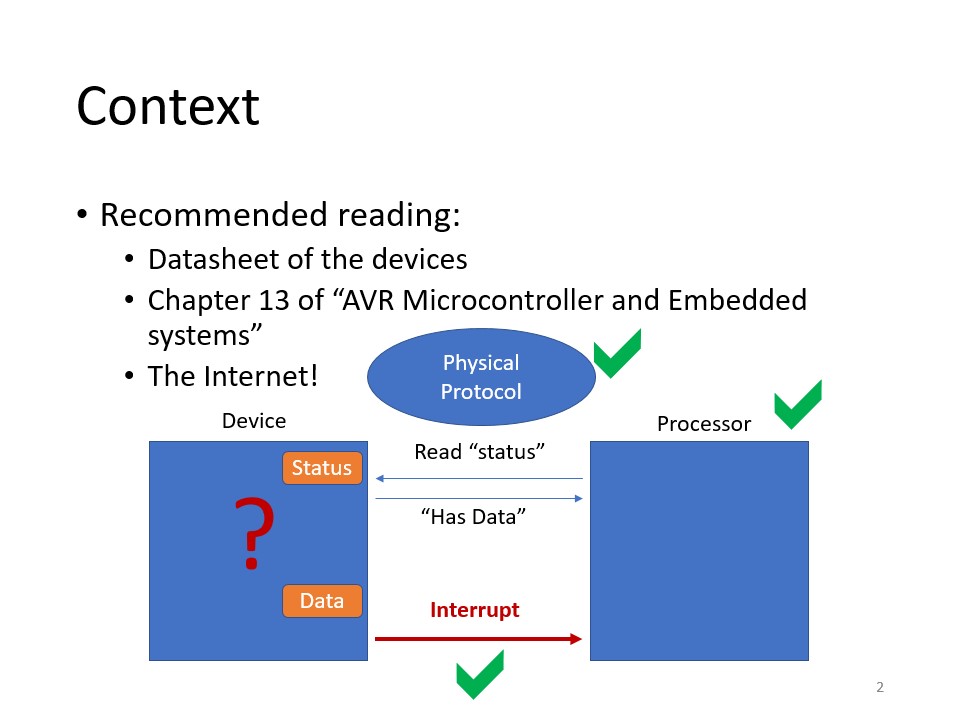 Context
• Recommended reading:
• Datasheet of the devices
• Chapter 13 of “AVR Microcontroller and Embedded
systems”
• The Internet!
Physical
Protocol
Device
Processor
Read “status”
Status
?
“Has Data”
Data
Interrupt
2